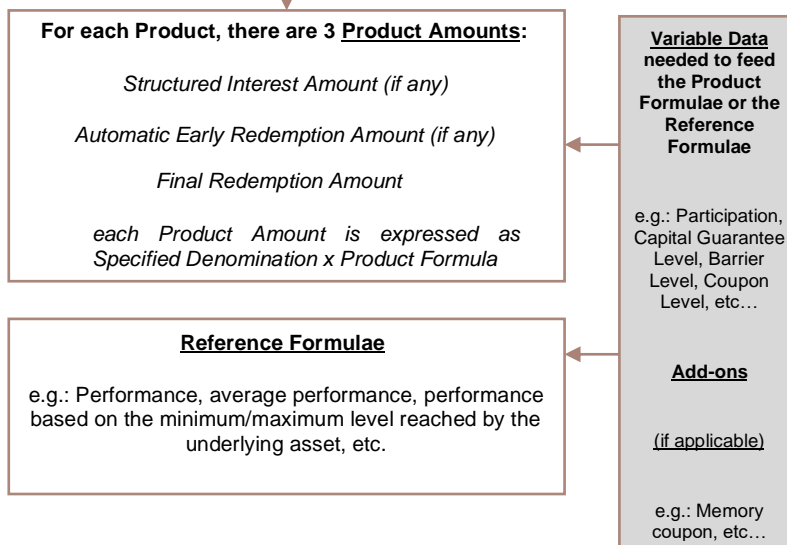 For each Product, there are 3 Product Amounts:
Structured Interest Amount (if any)
Automatic Early Redemption Amount (if any)
Final Redemption Amount
each Product Amount is expressed as
Specified Denomination x Product Formula
Reference Formulae
e.g.: Performance, average performance, performance
based on the minimum/maximum level reached by the
underlying asset, etc.
Variable Data
needed to feed
the Product
Formulae or the
Reference
Formulae
e.g.: Participation,
Capital Guarantee
Level, Barrier
Level, Coupon
Level, etc…
Add-ons
(if applicable)
e.g.: Memory
coupon, etc…